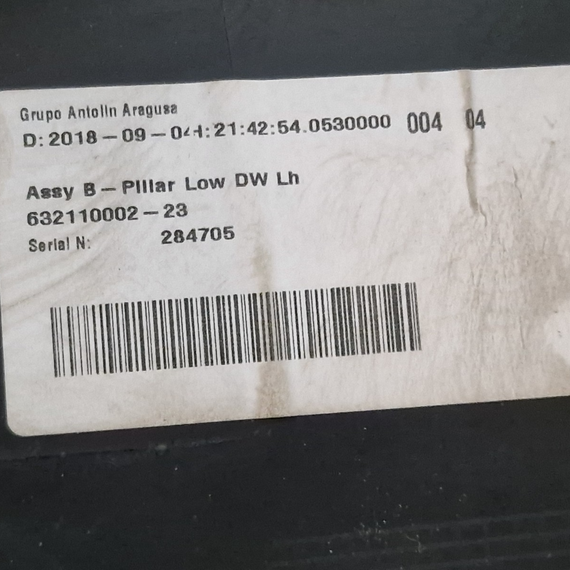 Grupo Antolin Aragusa
D: 2018-09-04H:21:42:54.0530000 004 04
Assy B-Pillar Low DW Lh
632110002-23
Serial N: 284705